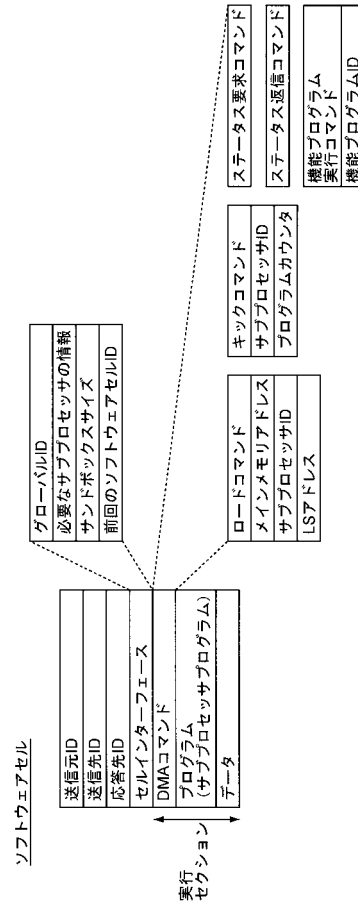 ソフトウェアセル
送信元ID
送信先ID
応答先ID
セルインターフェース
DMAコマンド
プログラム
(サブプロセッサプログラム)
データ
実行
セクション
グローバルID
必要なサブプロセッサの情報
サンドボックスサイズ
前回のソフトウェアセルID
ロードコマンド
メインメモリアドレス
サブプロセッサID
LSアドレス
キックコマンド
サブプロセッサID
プログラムカウンタ
ステータス要求コマンド
ステータス返信コマンド
機能プログラム
実行コマンド
機能プログラムID